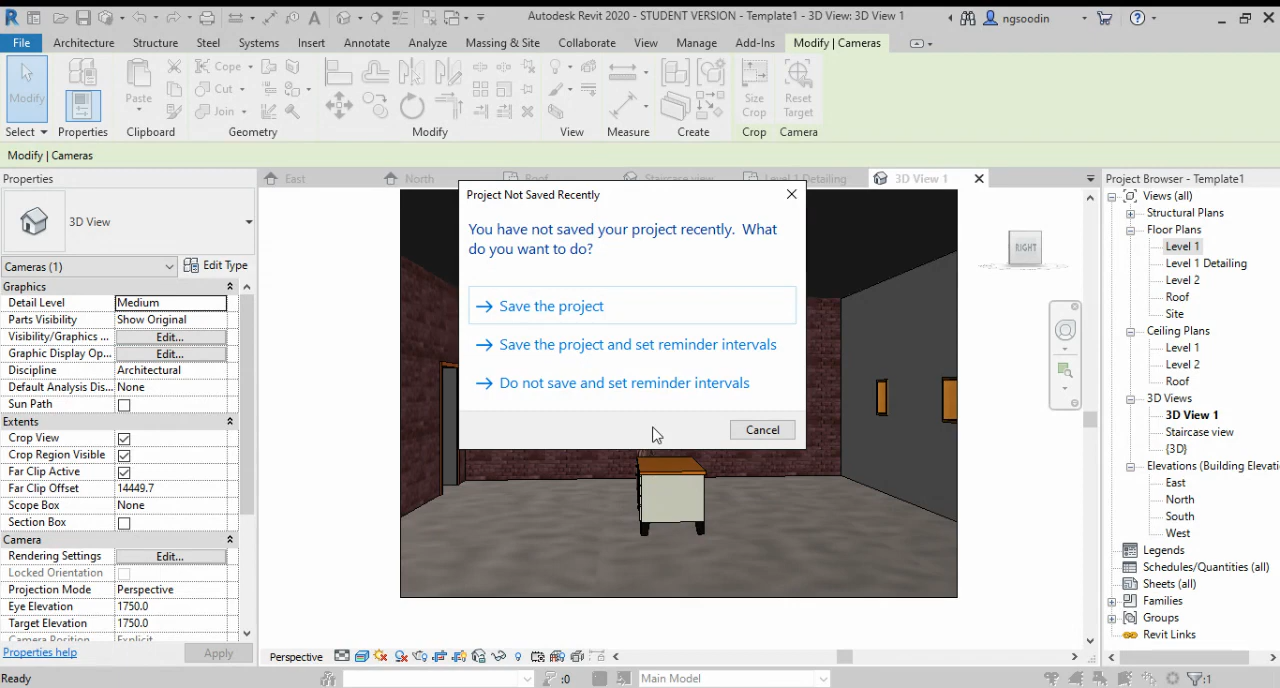 Autodesk Revit 2020 - STUDENT VERSION - Template1 - 3D View: 3D View 1
ngsoodin
File Architecture Structure Steel Systems Insert Annotate Analyze Massing & Site Collaborate View Manage Add-Ins Modify | Cameras
Modify Paste Cope Cut Join Size Crop Reset Target
Select Properties Clipboard Geometry Modify View Measure Create Crop Camera
Modify | Cameras
Properties
East North Roof Staircase view Level 1 Detailing 3D View 1
Project Browser - Template1
3D View
Cameras (1) Edit Type
Graphics
Detail Level Medium
Parts Visibility Show Original
Visibility/Graphics ... Edit...
Graphic Display Op... Edit...
Discipline Architectural
Default Analysis Dis... None
Sun Path
Extents
Crop View
Crop Region Visible
Far Clip Active
Far Clip Offset 14449.7
Scope Box None
Section Box
Camera
Rendering Settings Edit...
Locked Orientation
Projection Mode Perspective
Eye Elevation 1750.0
Target Elevation 1750.0
Camera Position Explicit
Properties help Apply
Project Not Saved Recently
You have not saved your project recently. What
do you want to do?
Save the project
Save the project and set reminder intervals
Do not save and set reminder intervals
Cancel
RIGHT
Views (all)
Structural Plans
Floor Plans
Level 1
Level 1 Detailing
Level 2
Roof
Site
Ceiling Plans
Level 1
Level 2
Roof
3D Views
3D View 1
Staircase view
{3D}
Elevations (Building Elevati
East
North
South
West
Legends
Schedules/Quantities (all)
Sheets (all)
Families
Groups
Revit Links
Perspective
Ready :0 Main Model :1